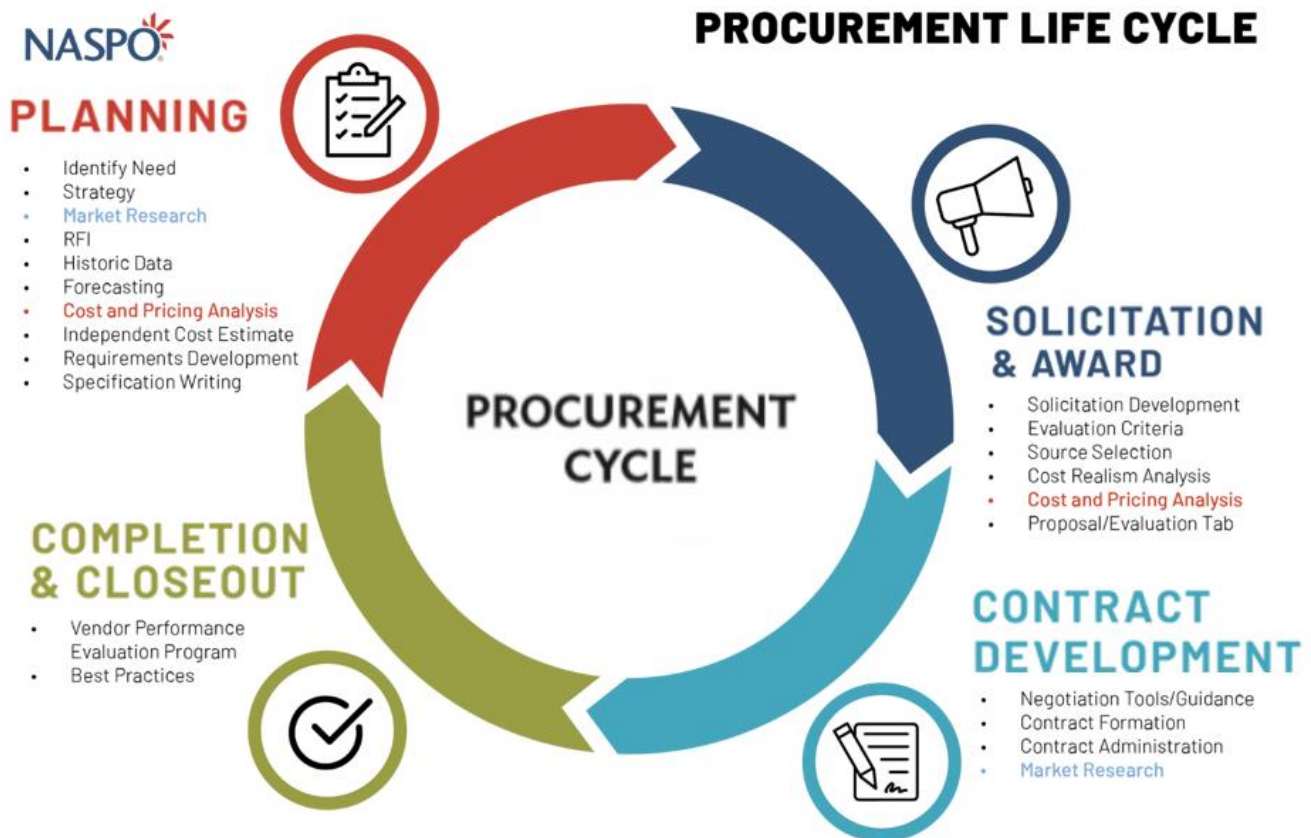 NASPO
PROCUREMENT LIFE CYCLE
PLANNING
• Identify Need
• Strategy
• Market Research
• RFI
• Historic Data
• Forecasting
• Cost and Pricing Analysis
• Independent Cost Estimate
• Requirements Development
• Specification Writing
SOLICITATION
& AWARD
• Solicitation Development
• Evaluation Criteria
• Source Selection
• Cost Realism Analysis
• Cost and Pricing Analysis
• Proposal/Evaluation Tab
PROCUREMENT
CYCLE
COMPLETION
& CLOSEOUT
• Vendor Performance
Evaluation Program
• Best Practices
CONTRACT
DEVELOPMENT
• Negotiation Tools/Guidance
• Contract Formation
• Contract Administration
• Market Research